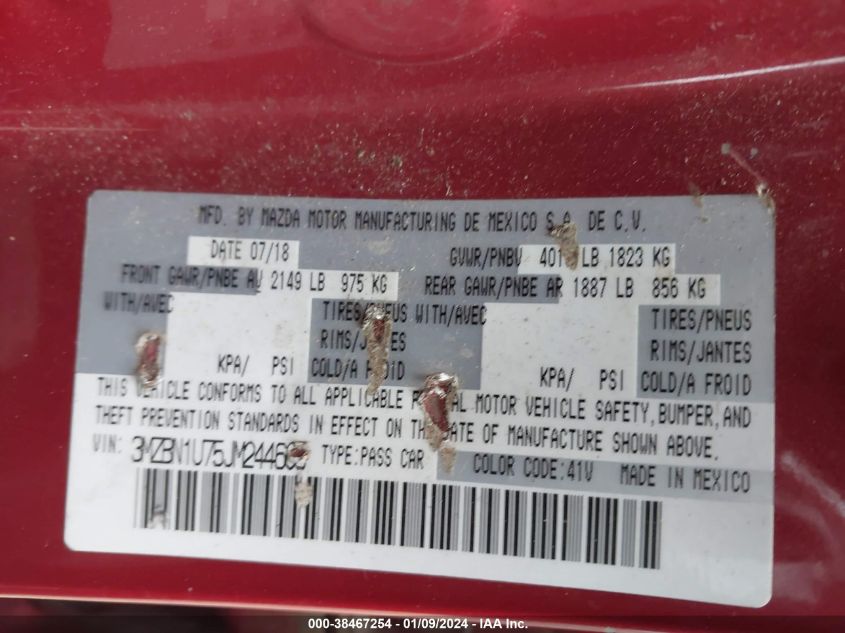 MFD. BY MAZDA MOTOR MANUFACTURING DE MEXICO S.A. DE C.V.
DATE 07/18 GVWR/PNBV LB 1823 KG
FRONT GAWR/PNBE AV 2149 LB 975 KG REAR GAWR/PNBE AR 1887 LB 856 KG
WITH/AVEC TIRES/PNEUS WITH/AVEC TIRES/PNEUS
RIMS/JANTES RIMS/JANTES
KPA/ PSI COLD/A FROID KPA/ PSI COLD/A FROID
THIS VEHICLE CONFORMS TO ALL APPLICABLE MOTOR VEHICLE SAFETY, BUMPER, AND
THEFT PREVENTION STANDARDS IN EFFECT ON THE DATE OF MANUFACTURE SHOWN ABOVE.
VIN: TYPE:PASS CAR COLOR CODE:41V MADE IN MEXICO
000-38467254 - 01/09/2024 - IAA Inc.